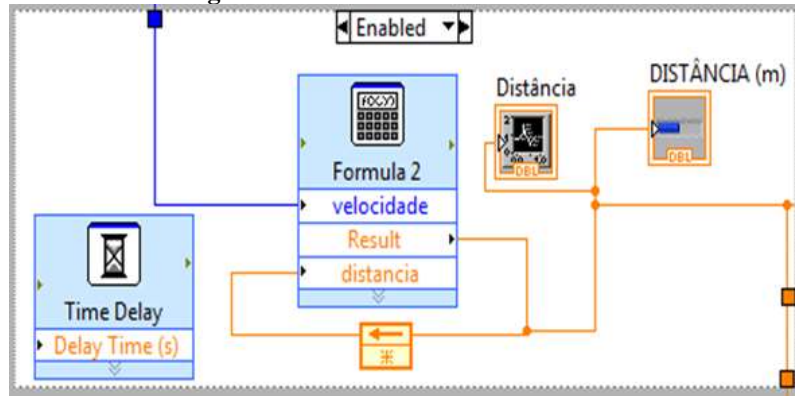 Enabled
Distância
DISTÂNCIA (m)
F(X,Y)
DBL
DBL
Formula 2
velocidade
Result
distancia
Time Delay
Delay Time (s)